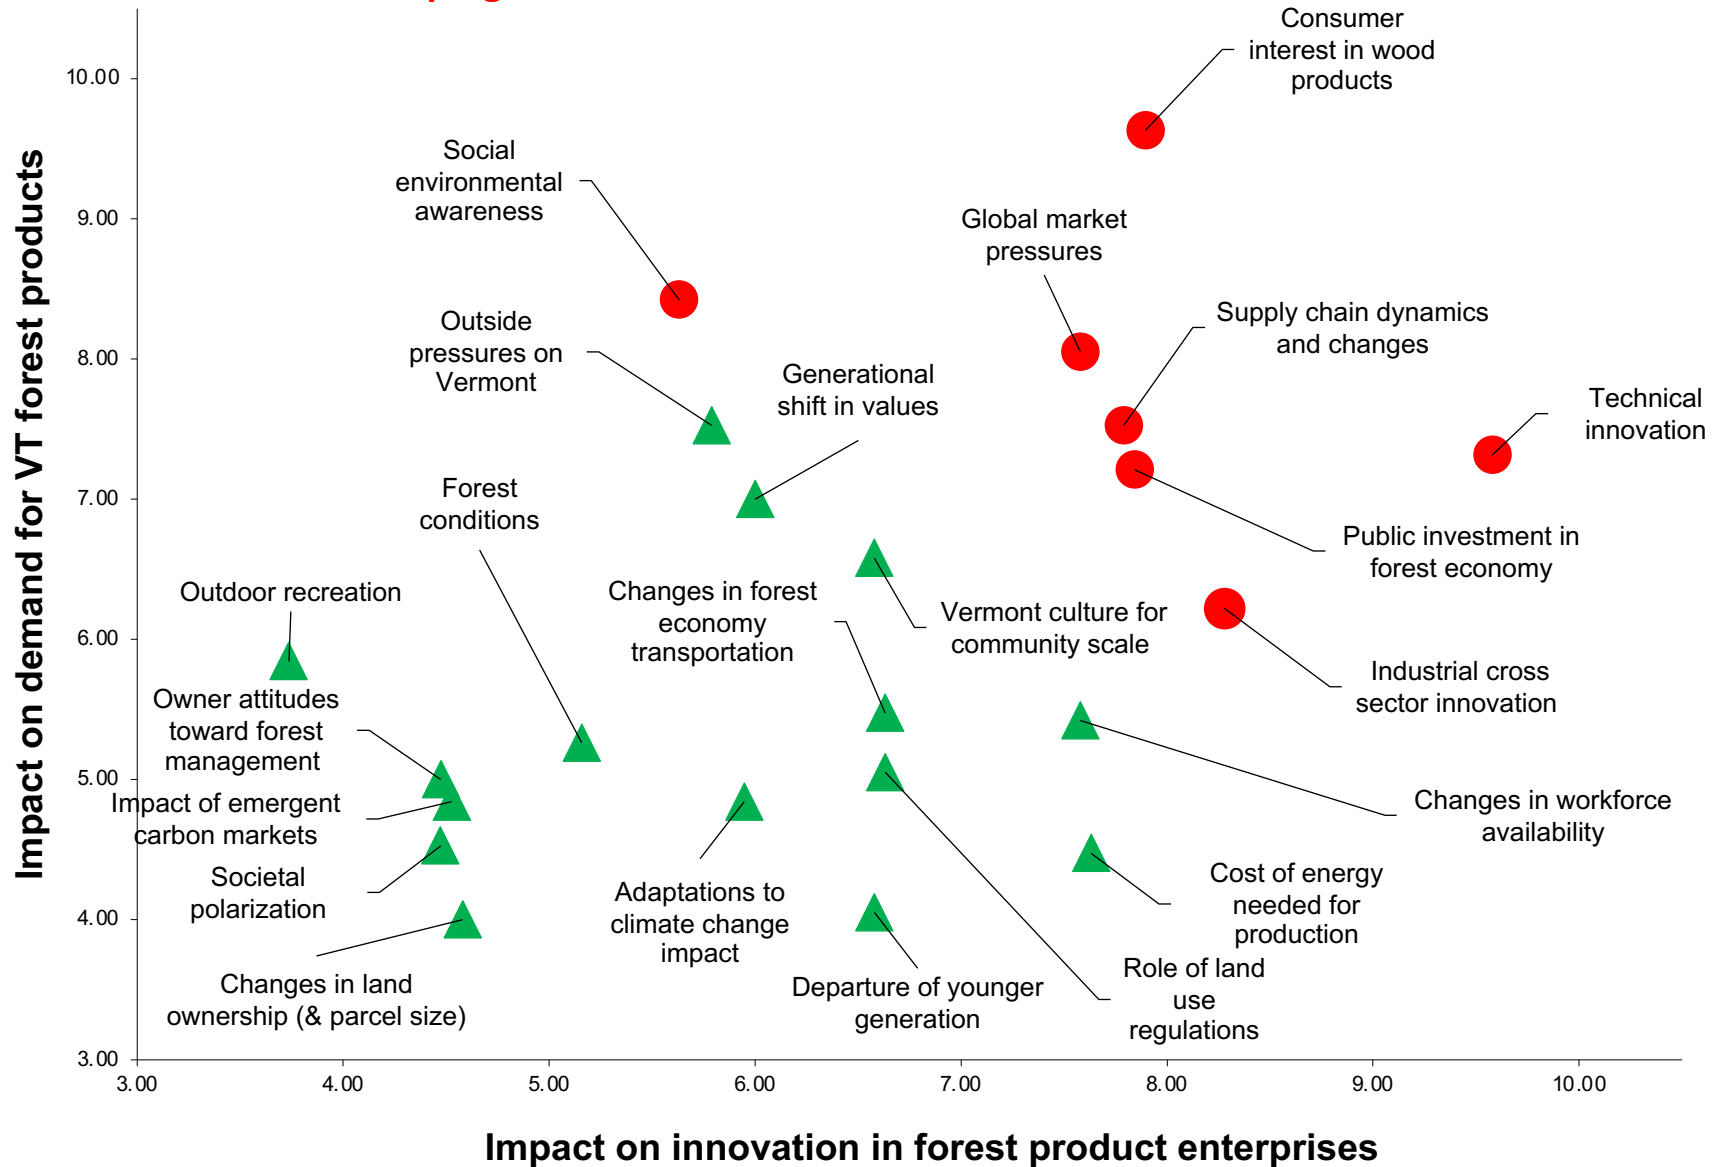 Consumer
interest in wood
products
10.00
Social
environmental
awareness
9.00
Global market
pressures
Supply chain dynamics
and changes
Outside
pressures on
Vermont
8.00
Generational
shift in values
Technical
innovation
7.00
Forest
conditions
Public investment in
forest economy
Outdoor recreation
Changes in forest
economy
transportation
Vermont culture for
community scale
6.00
Industrial cross
sector innovation
Owner attitudes
toward forest
management
5.00
Impact of emergent
carbon markets
Changes in workforce
availability
Societal
polarization
Adaptations to
climate change
impact
Cost of energy
needed for
production
4.00
Changes in land
ownership (& parcel size)
Departure of younger
generation
Role of land
use
regulations
3.00
3.00 4.00 5.00 6.00 7.00 8.00 9.00 10.00
Impact on demand for VT forest products
Impact on innovation in forest product enterprises